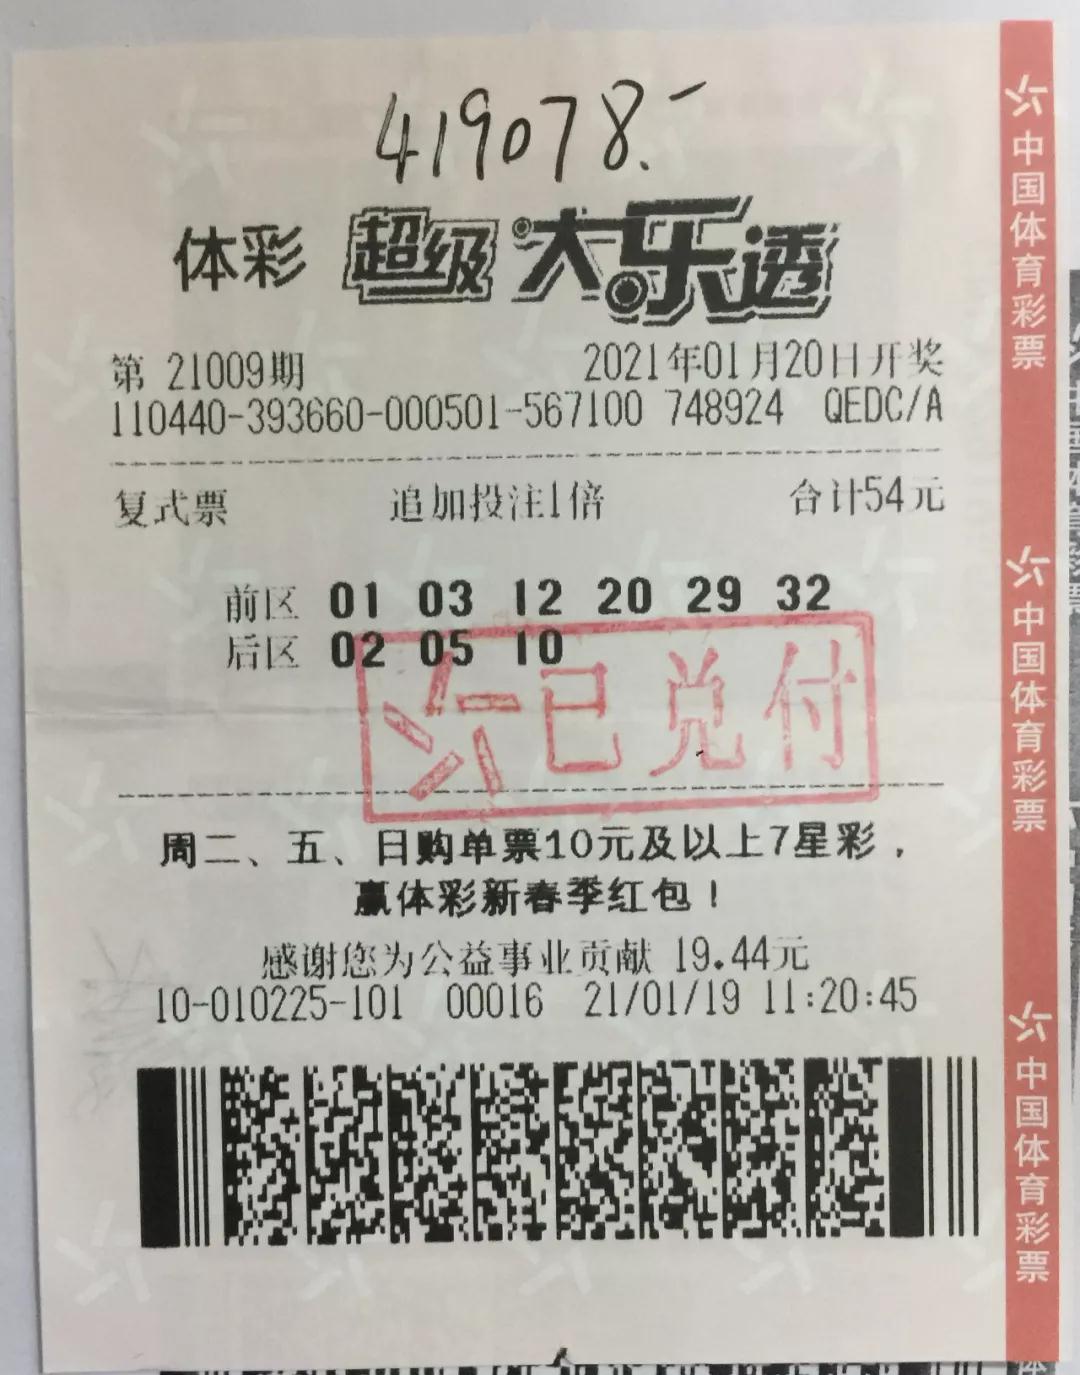 419078.-
体彩 超级大乐透
第 21009期 2021年01月20日开奖
110440-393660-000501-567100 748924 QEDC/A
复式票 追加投注1倍 合计54元
前区 01 03 12 20 29 32
后区 02 05 10
已兑付
周二、五、日购单票10元及以上7星彩，
赢体彩新春季红包！
感谢您为公益事业贡献 19.44元
10-010225-101 00016 21/01/19 11:20:45
中国体育彩票
中国体育彩票
中国体育彩票